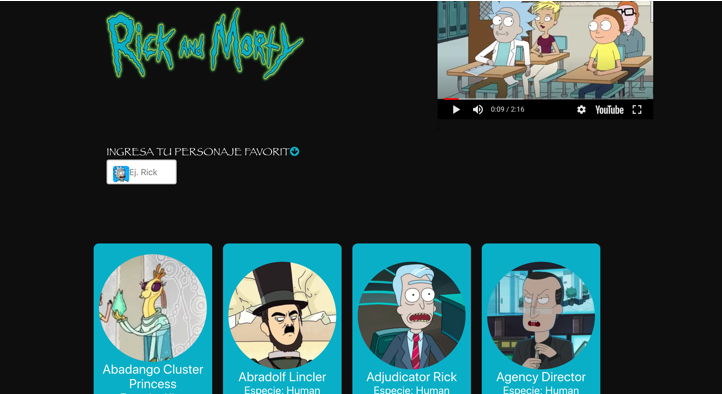 Rick and Morty
0:09 / 2:16
YouTube
INGRESA TU PERSONAJE FAVORIT
Ej. Rick
Abadango Cluster
Princess
Abradolf Lincler
Especie: Human
Adjudicator Rick
Especie: Human
Agency Director
Especie: Human